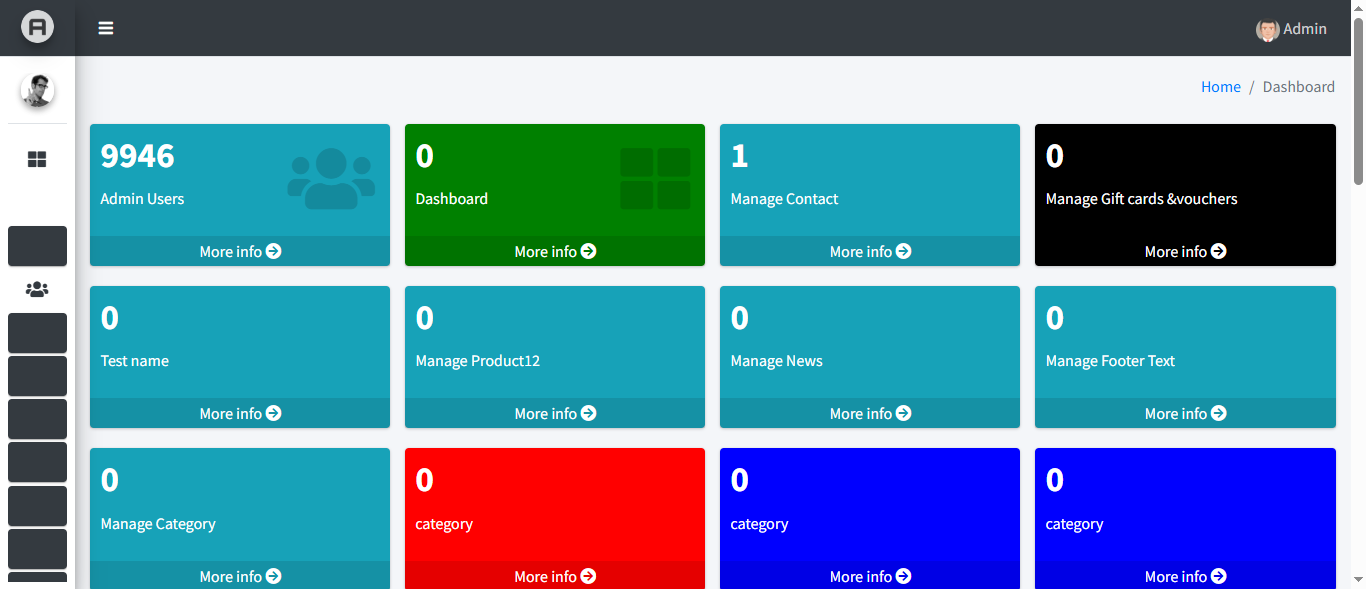 A
Admin
Home / Dashboard
9946
Admin Users
More info
0
Dashboard
More info
1
Manage Contact
More info
0
Manage Gift cards &vouchers
More info
0
Test name
More info
0
Manage Product12
More info
0
Manage News
More info
0
Manage Footer Text
More info
0
Manage Category
More info
0
category
More info
0
category
More info
0
category
More info